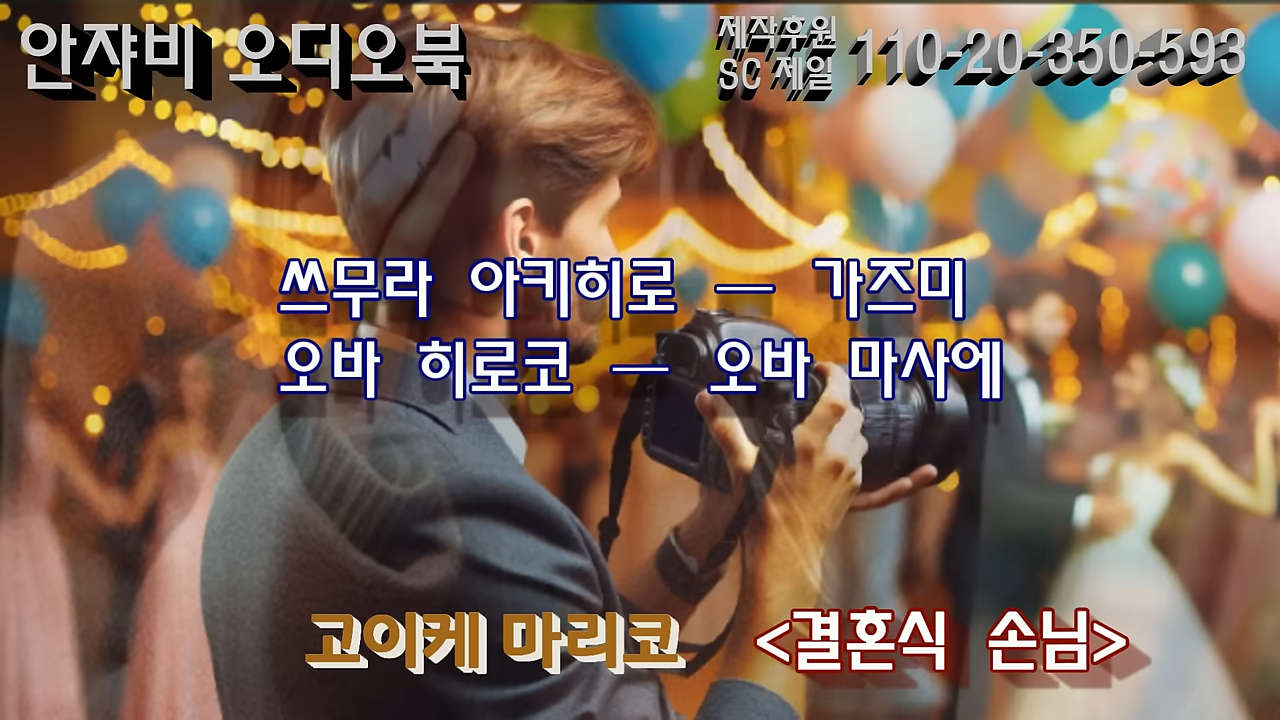 안쟈비 오디오북
제작후원
SC 제일
110-20-350-593
쓰무라 아키히로 — 가즈미
오바 히로코 — 오바 마사에
고이케 마리코
<결혼식 손님>